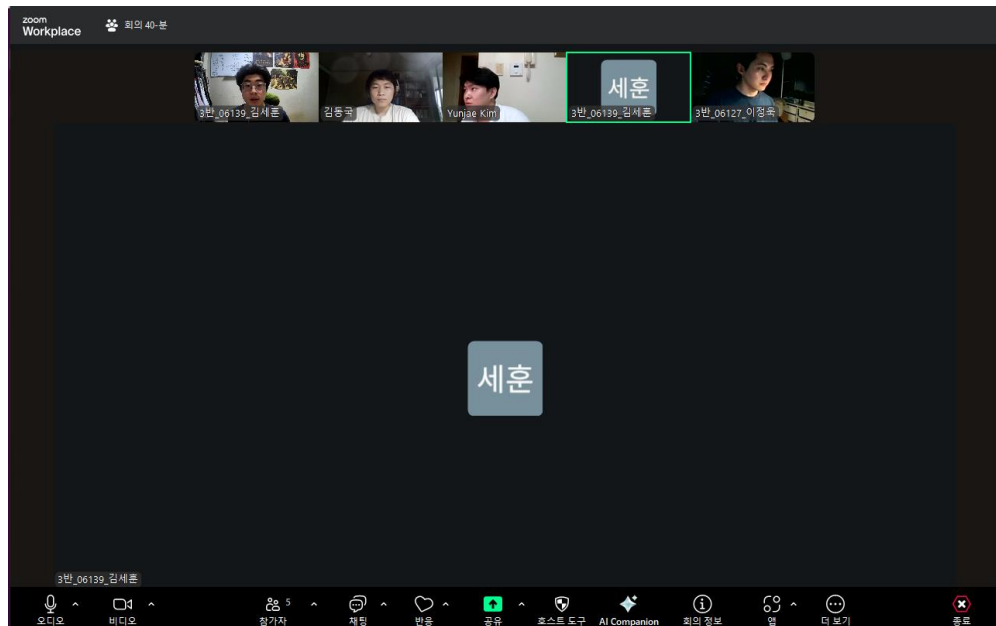 zoom
Workplace
회의 40-분
3반_06139_김세훈
김동국
Yunjae Kim
세훈
3반_06139_김세훈
3반_06127_이정욱
세훈
3반_06139_김세훈
오디오
비디오
5
참가자
채팅
반응
공유
호스트 도구
AI Companion
회의 정보
앱
더 보기
종료